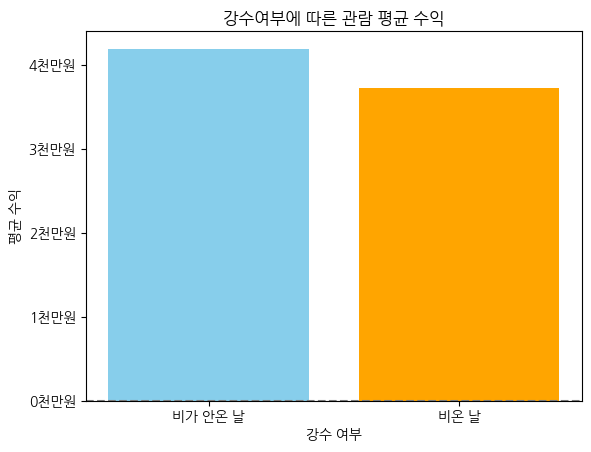 강수여부에 따른 관람 평균 수익
4천만원
3천만원
2천만원
1천만원
0천만원
평균 수익
비가 안온 날
비온 날
강수 여부